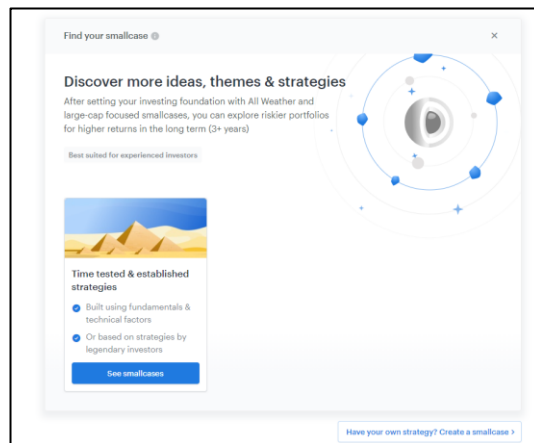 Find your smallcase
Discover more ideas, themes & strategies
After setting your investing foundation with All Weather and
large-cap focused smallcases, you can explore riskier portfolios
for higher returns in the long term (3+ years)
Best suited for experienced investors
Time tested & established
strategies
Built using fundamentals &
technical factors
Or based on strategies by
legendary investors
See smallcases
Have your own strategy? Create a smallcase >